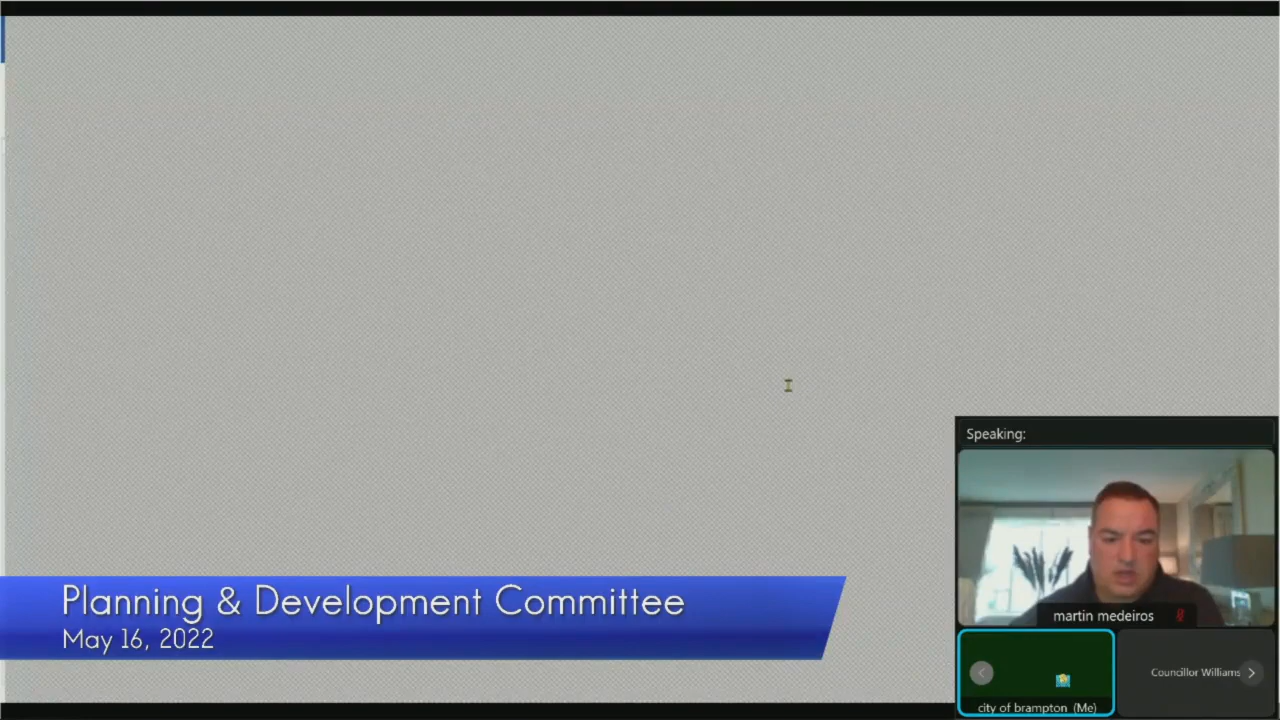 Speaking:
martin medeiros
Planning & Development Committee
May 16, 2022
Councillor Williams
city of brampton (Me)